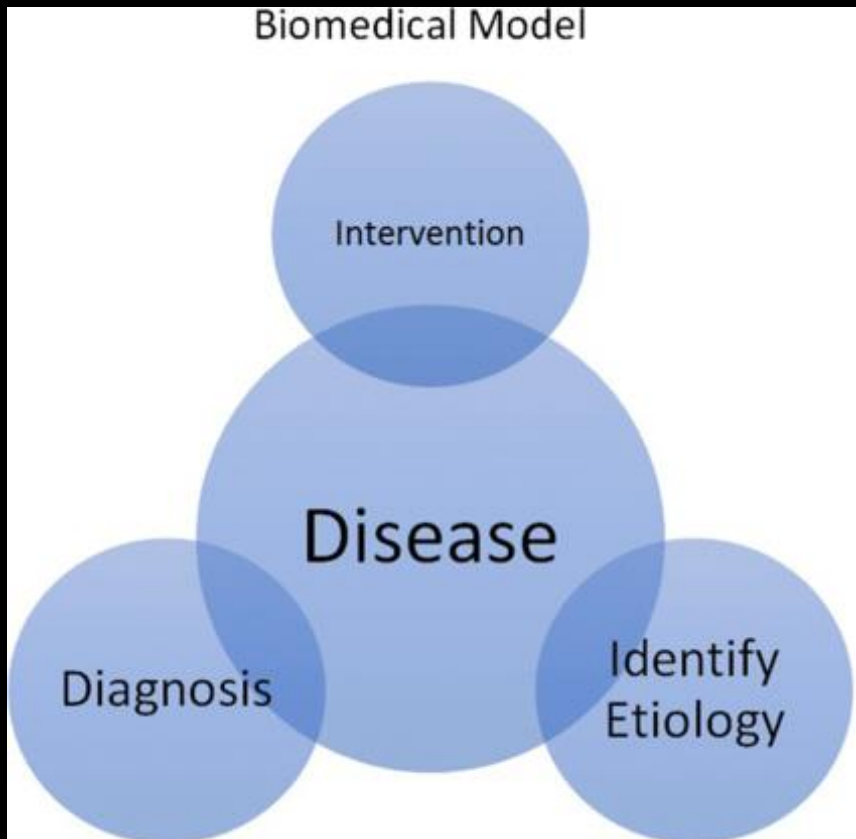 Biomedical Model
Intervention
Disease
Diagnosis
Identify
Etiology